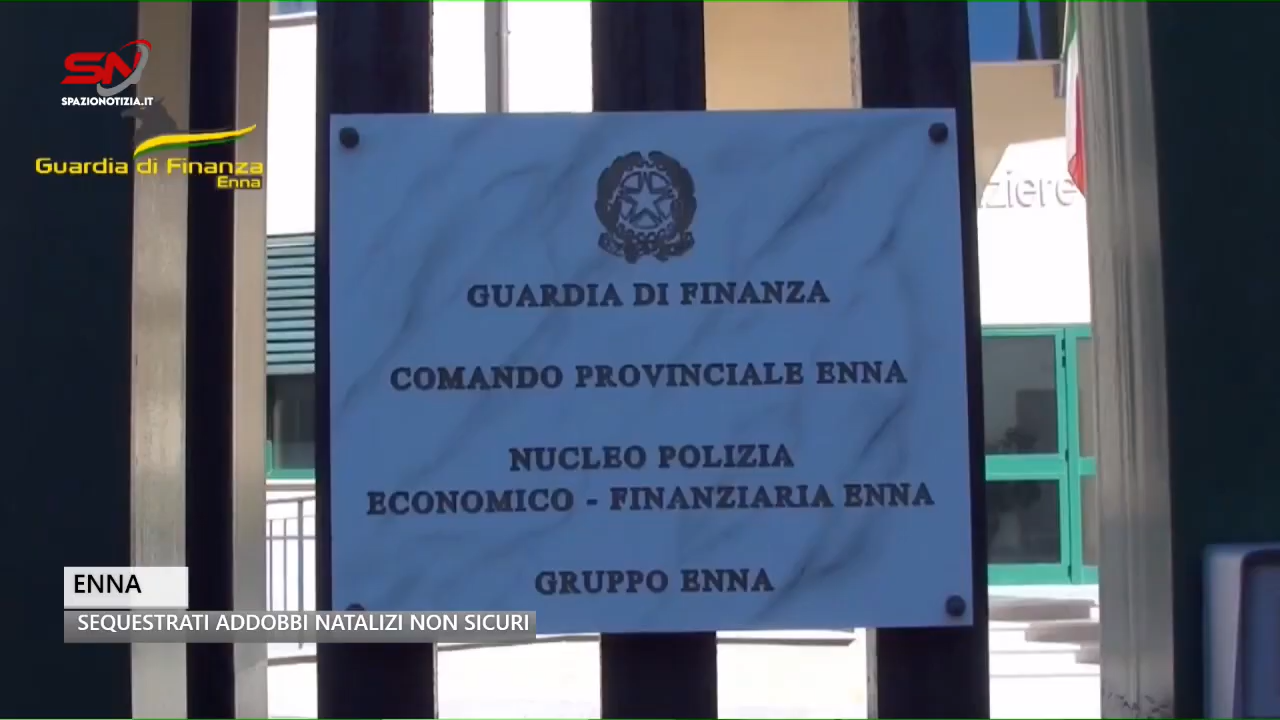 SN
SPAZIONOTIZIA.IT
Guardia di Finanza
Enna
ziere
GUARDIA DI FINANZA
COMANDO PROVINCIALE ENNA
NUCLEO POLIZIA
ECONOMICO - FINANZIARIA ENNA
GRUPPO ENNA
ENNA
SEQUESTRATI ADDOBBI NATALIZI NON SICURI